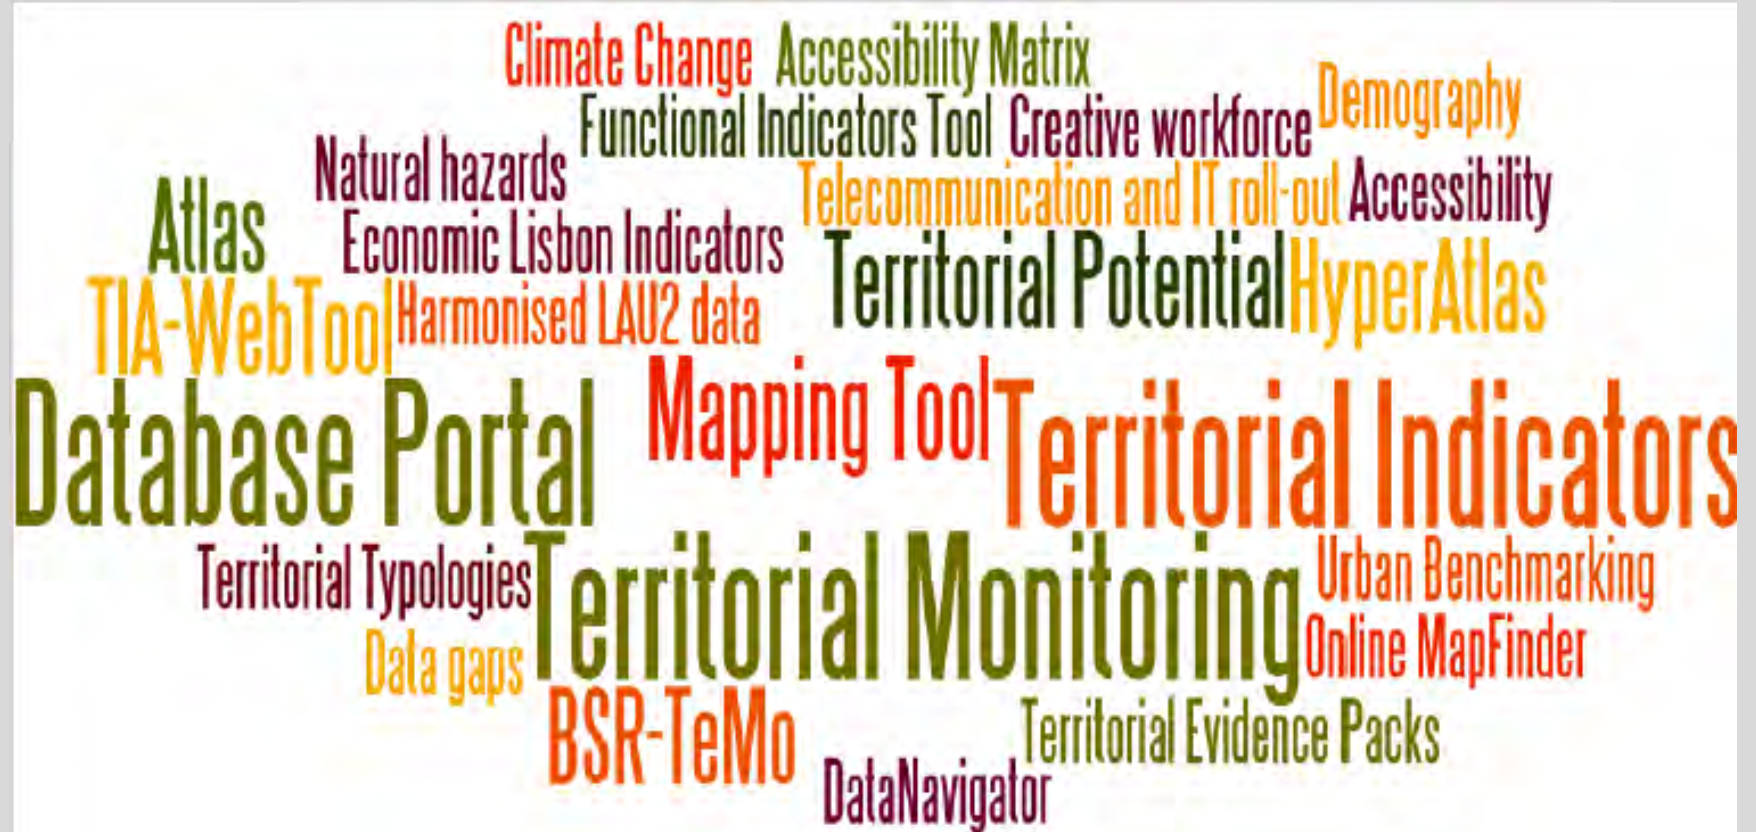 Climate Change Accessibility Matrix
Demography
Functional Indicators Tool Creative workforce
Natural hazards
Telecommunication and IT roll-out Accessibility
Atlas
Economic Lisbon Indicators
Territorial Potential HyperAtlas
TIA-WebTool Harmonised LAU2 data
Mapping Tool
Database Portal
Territorial Indicators
Territorial Typologies
Territorial Monitoring
Urban Benchmarking
Data gaps
Online MapFinder
BSR-TeMo
Territorial Evidence Packs
DataNavigator